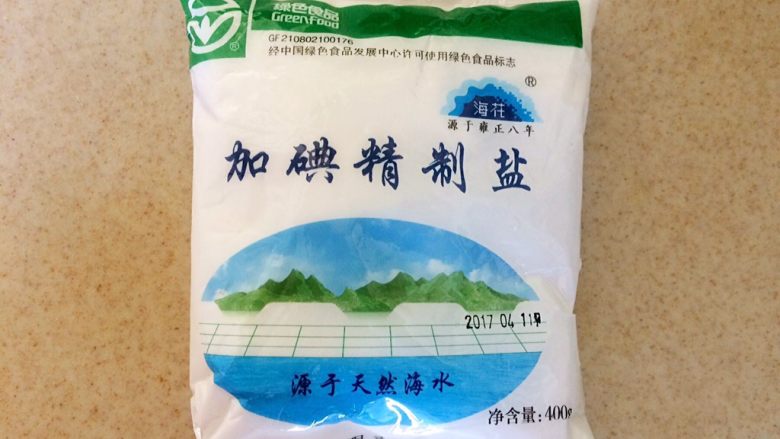 绿色食品
Greenfood
®
GF210802100176
经中国绿色食品发展中心许可使用绿色食品标志
®
海花
源于雍正八年
加碘精制盐
2017 04 11
源于天然海水
净含量:400g